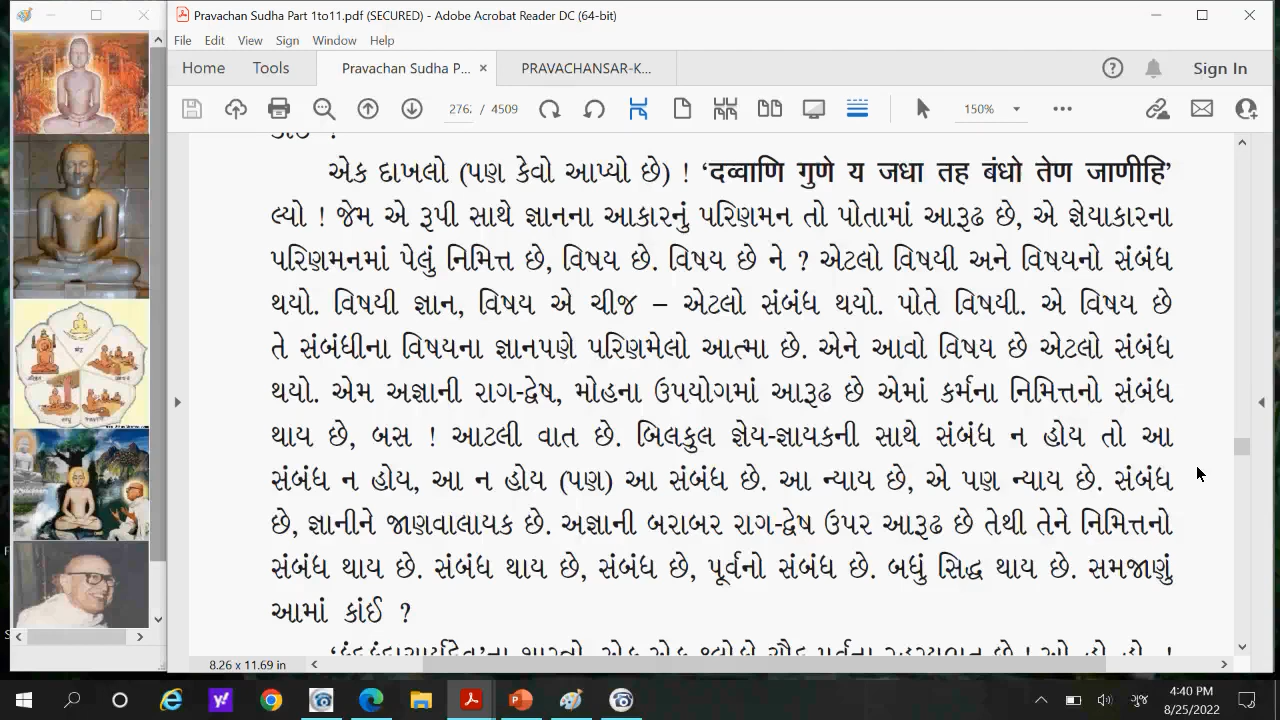 Pravachan Sudha Part 1to11.pdf (SECURED) - Adobe Acrobat Reader DC (64-bit)
File Edit View Sign Window Help
Home Tools Pravachan Sudha P... × PRAVACHANSAR-K... Sign In
276 / 4509 150%
એક દાખલો (પણ કેવો આપ્યો છે) ! ‘दव्वाणि गुणे य जधा तह बंधो तेण जाणीहि’
લ્યો ! જેમ એ રૂપી સાથે જ્ઞાનના આકારનું પરિણમન તો પોતામાં આરૂઢ છે, એ જ્ઞેયાકારના
પરિણમનમાં પેલું નિમિત્ત છે, વિષય છે. વિષય છે ને ? એટલો વિષયી અને વિષયનો સંબંધ
થયો. વિષયી જ્ઞાન, વિષય એ ચીજ – એટલો સંબંધ થયો. પોતે વિષયી. એ વિષય છે
તે સંબંધીના વિષયના જ્ઞાનપણે પરિણમેલો આત્મા છે. એને આવો વિષય છે એટલો સંબંધ
થયો. એમ અજ્ઞાની રાગ-દ્વેષ, મોહના ઉપયોગમાં આરૂઢ છે એમાં કર્મના નિમિત્તનો સંબંધ
થાય છે, બસ ! આટલી વાત છે. બિલકુલ જ્ઞેય-જ્ઞાયકની સાથે સંબંધ ન હોય તો આ
સંબંધ ન હોય, આ ન હોય (પણ) આ સંબંધ છે. આ ન્યાય છે, એ પણ ન્યાય છે. સંબંધ
છે, જ્ઞાનીને જાણવાલાયક છે. અજ્ઞાની બરાબર રાગ-દ્વેષ ઉપર આરૂઢ છે તેથી તેને નિમિત્તનો
સંબંધ થાય છે. સંબંધ થાય છે, સંબંધ છે, પૂર્વનો સંબંધ છે. બધું સિદ્ધ થાય છે. સમજાણું
આમાં કાંઈ ?
8.26 x 11.69 in
ગુજ 4:40 PM
8/25/2022